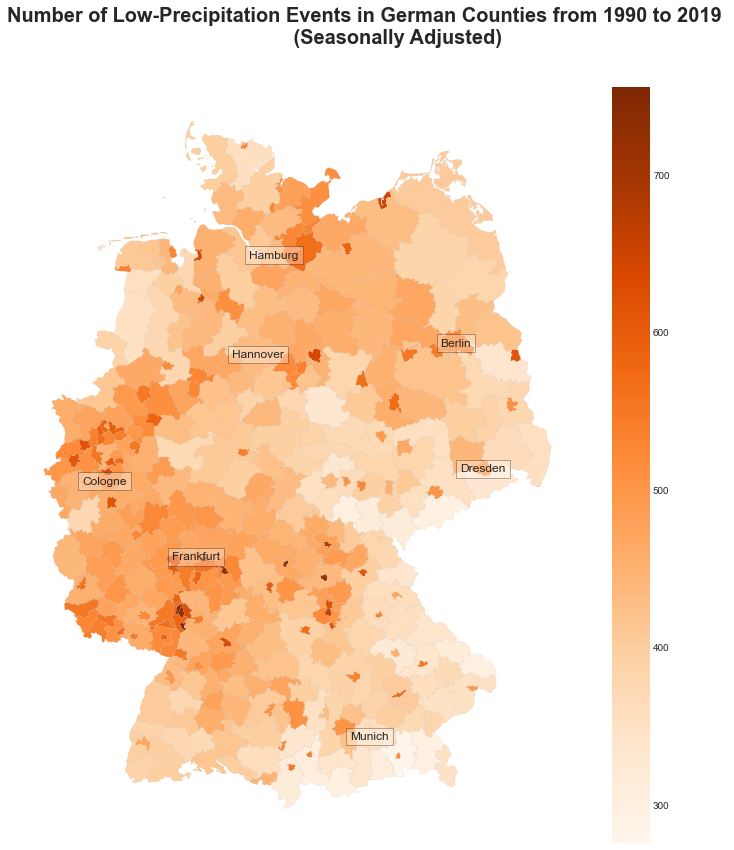 Number of Low-Precipitation Events in German Counties from 1990 to 2019
(Seasonally Adjusted)
700
Hamburg
600
Berlin
Hannover
500
Dresden
Cologne
Frankfurt
400
Munich
300